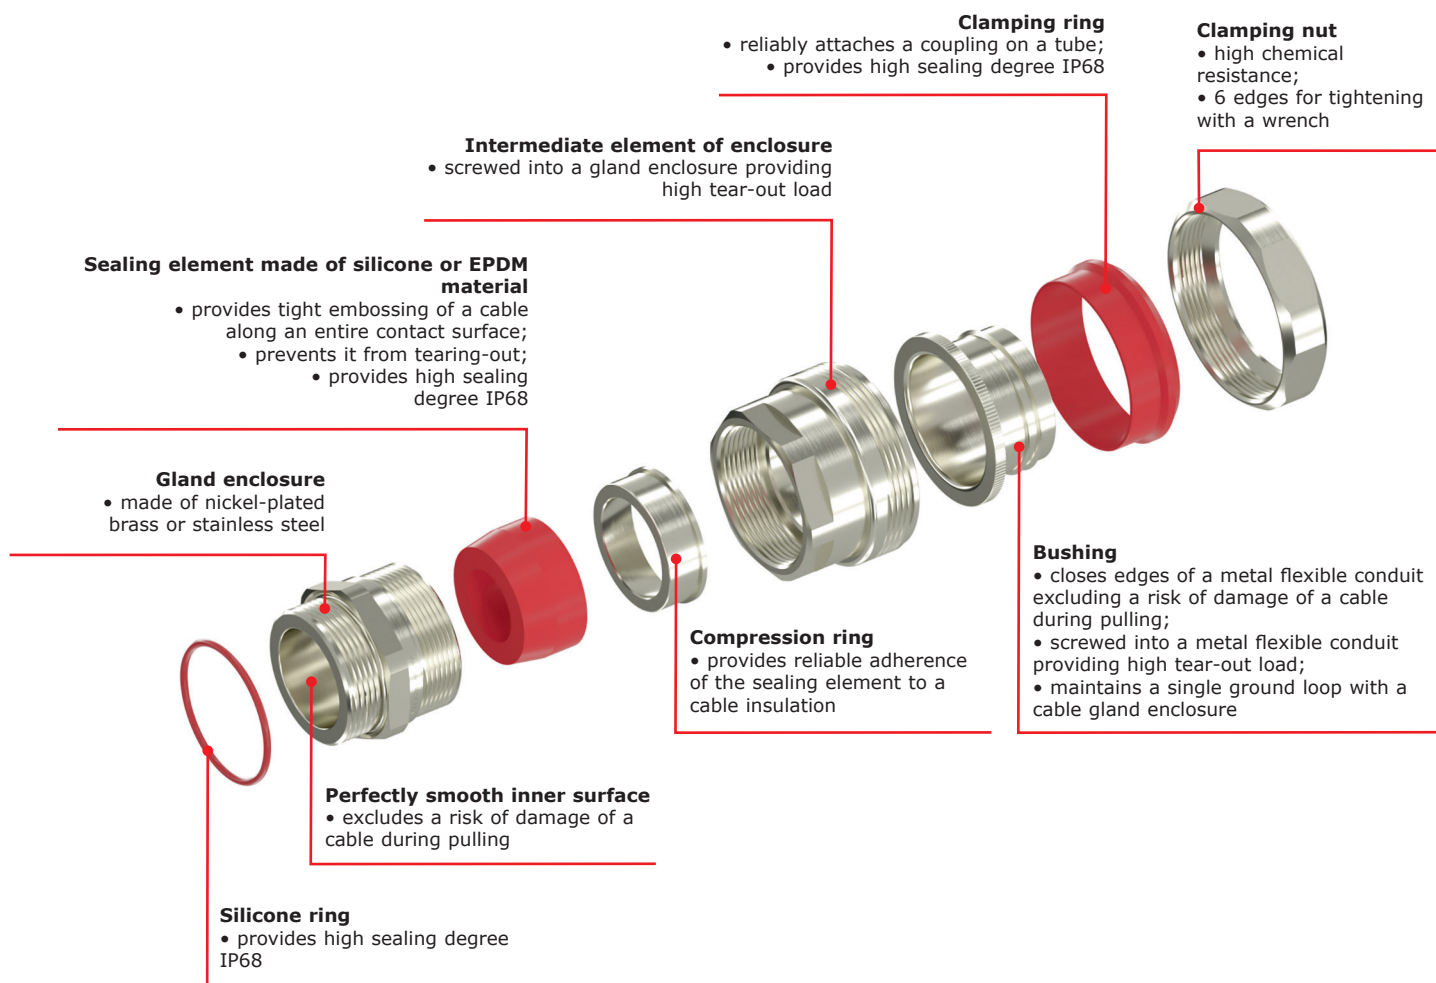 Clamping ring
• reliably attaches a coupling on a tube;
• provides high sealing degree IP68
Clamping nut
• high chemical
resistance;
• 6 edges for tightening
with a wrench
Intermediate element of enclosure
• screwed into a gland enclosure providing
high tear-out load
Sealing element made of silicone or EPDM
material
• provides tight embossing of a cable
along an entire contact surface;
• prevents it from tearing-out;
• provides high sealing
degree IP68
Gland enclosure
• made of nickel-plated
brass or stainless steel
Bushing
• closes edges of a metal flexible conduit
excluding a risk of damage of a cable
during pulling;
• screwed into a metal flexible conduit
providing high tear-out load;
• maintains a single ground loop with a
cable gland enclosure
Compression ring
• provides reliable adherence
of the sealing element to a
cable insulation
Perfectly smooth inner surface
• excludes a risk of damage of a
cable during pulling
Silicone ring
• provides high sealing degree
IP68